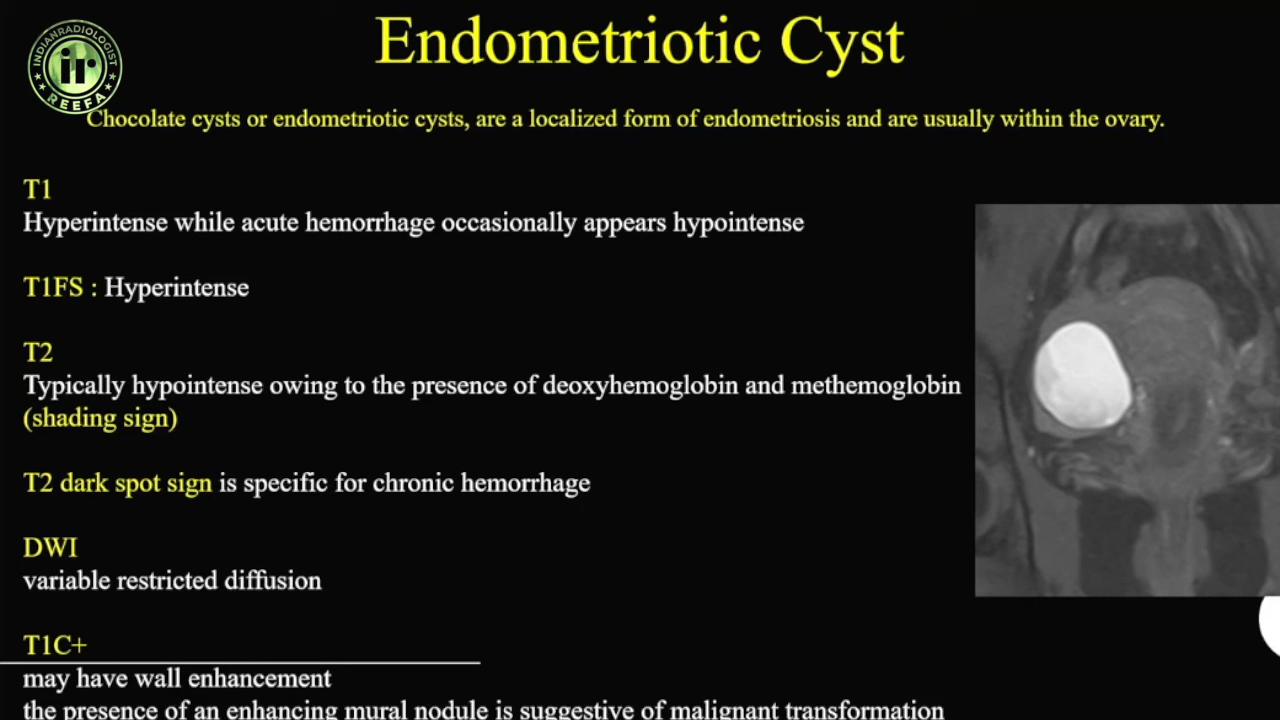 Endometriotic Cyst
INDIANRADIOLOGIST
ir
REEFA
Chocolate cysts or endometriotic cysts, are a localized form of endometriosis and are usually within the ovary.
T1
Hyperintense while acute hemorrhage occasionally appears hypointense
T1FS : Hyperintense
T2
Typically hypointense owing to the presence of deoxyhemoglobin and methemoglobin
(shading sign)
T2 dark spot sign is specific for chronic hemorrhage
DWI
variable restricted diffusion
T1C+
may have wall enhancement
the presence of an enhancing mural nodule is suggestive of malignant transformation